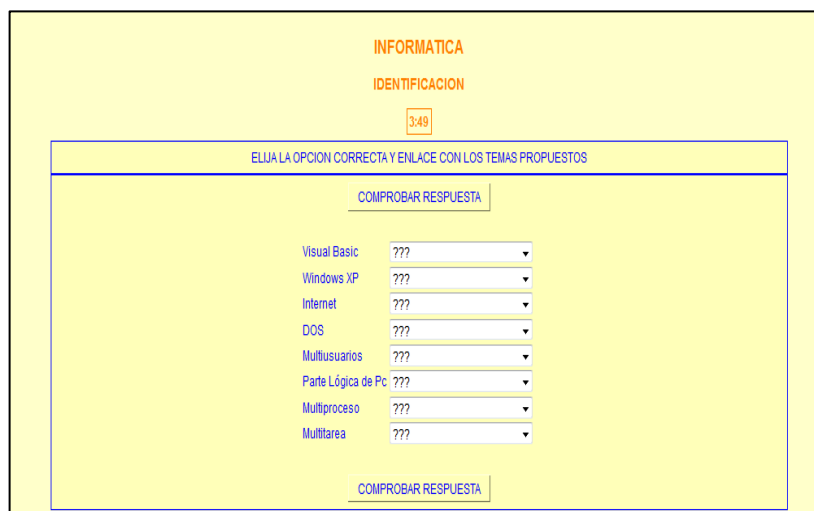 INFORMATICA
IDENTIFICACION
3:49
ELIJA LA OPCION CORRECTA Y ENLACE CON LOS TEMAS PROPUESTOS
COMPROBAR RESPUESTA
Visual Basic ???
Windows XP ???
Internet ???
DOS ???
Multiusuarios ???
Parte Lógica de Pc ???
Multiproceso ???
Multitarea ???
COMPROBAR RESPUESTA